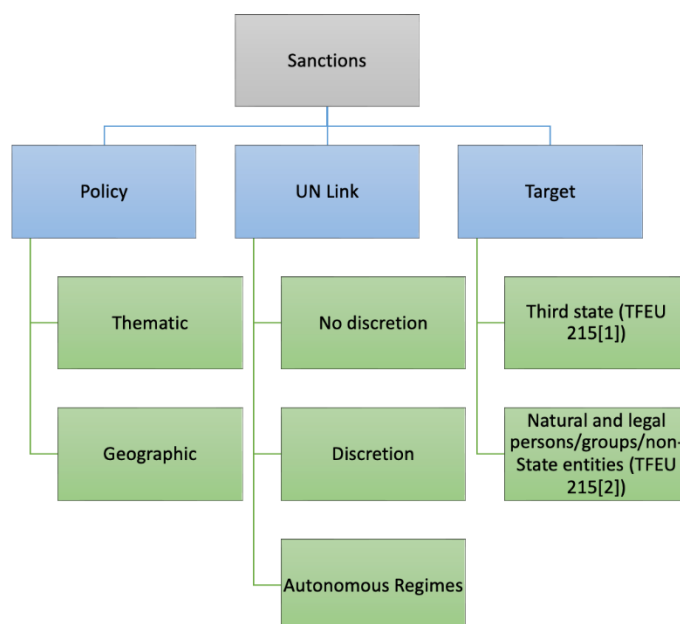 Sanctions
Policy
UN Link
Target
Thematic
No discretion
Third state (TFEU
215[1])
Geographic
Discretion
Natural and legal
persons/groups/non-
State entities (TFEU
215[2])
Autonomous Regimes